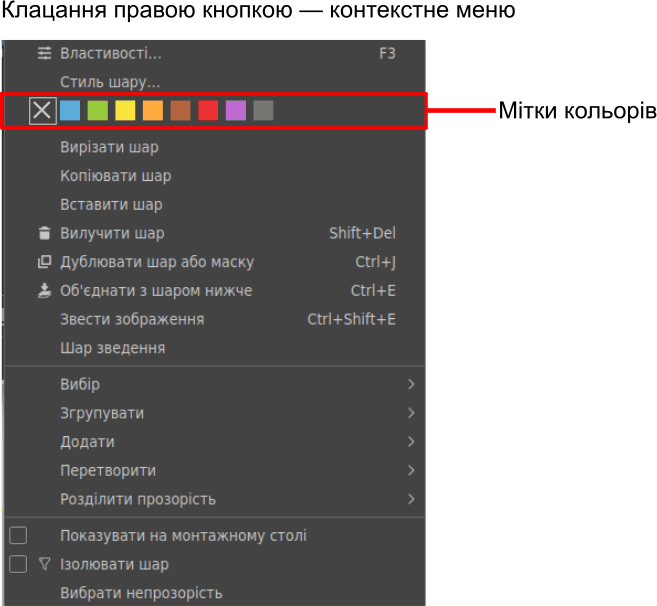 Клацання правою кнопкою — контекстне меню
Властивості... F3
Стиль шару...
Мітки кольорів
Вирізати шар
Копіювати шар
Вставити шар
Вилучити шар Shift+Del
Дублювати шар або маску Ctrl+J
Об'єднати з шаром нижче Ctrl+E
Звести зображення Ctrl+Shift+E
Шар зведення
Вибір
Згрупувати
Додати
Перетворити
Розділити прозорість
Показувати на монтажному столі
Ізолювати шар
Вибрати непрозорість